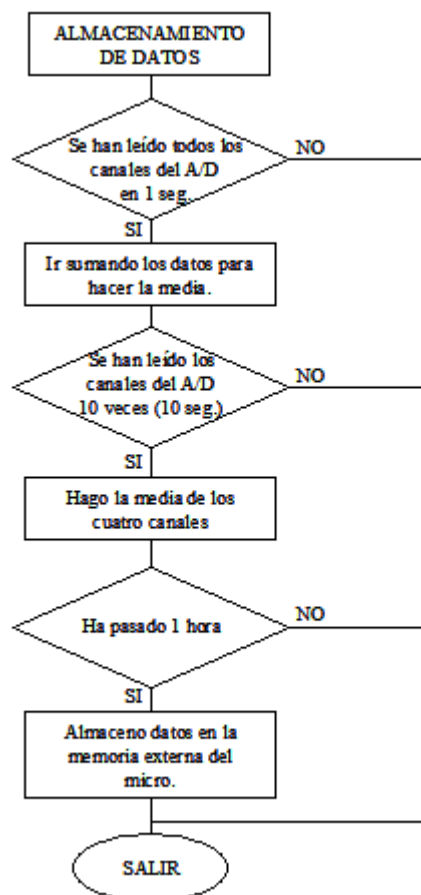 ALMACENAMIENTO
DE DATOS
Se han leído todos los
canales del A/D
en 1 seg.
NO
SI
Ir sumando los datos para
hacer la media.
Se han leído los
canales del A/D
10 veces (10 seg.)
NO
SI
Hago la media de los
cuatro canales
Ha pasado 1 hora
NO
SI
Almaceno datos en la
memoria externa del
micro.
SALIR